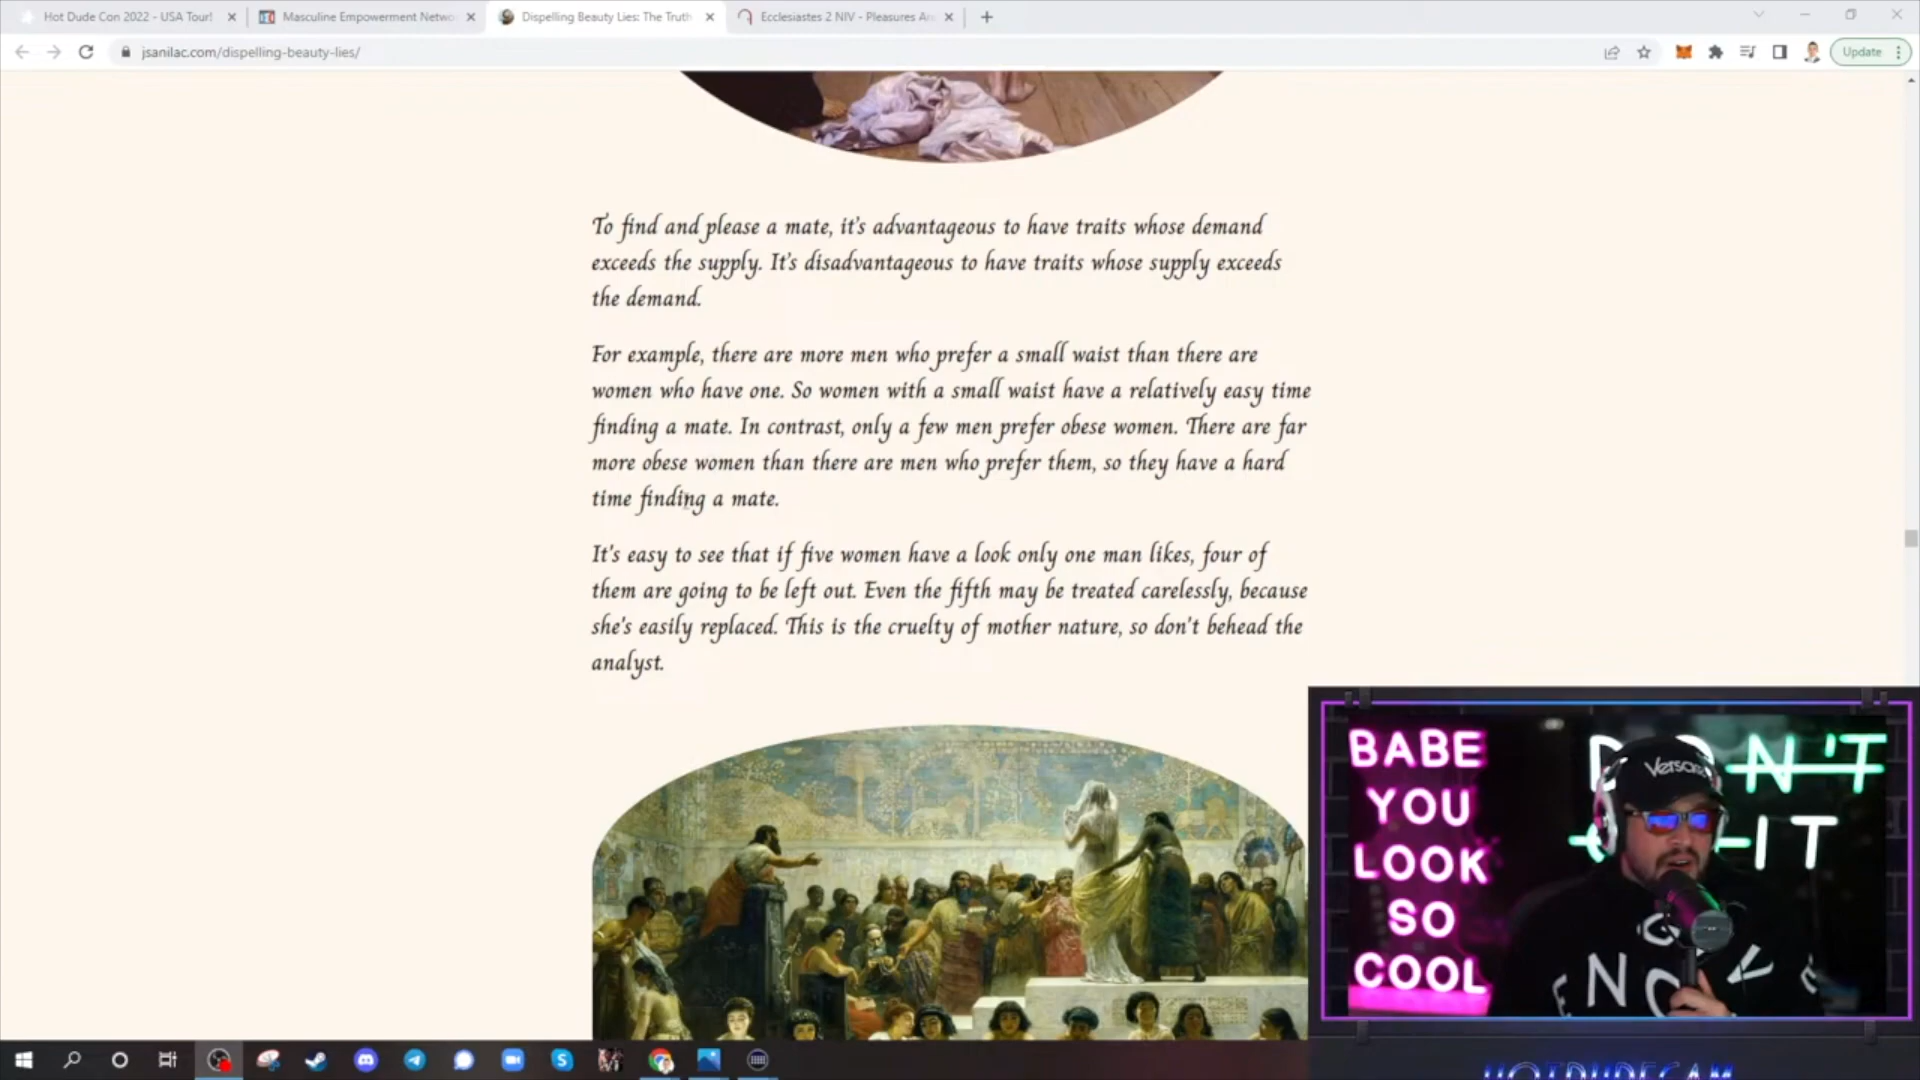 Hot Dude Con 2022 - USA Tour!
Masculine Empowerment Netwo
Dispelling Beauty Lies: The Truth
Ecclesiastes 2 NIV - Pleasures Are
jsanilac.com/dispelling-beauty-lies/
Update
To find and please a mate, it's advantageous to have traits whose demand
exceeds the supply. It's disadvantageous to have traits whose supply exceeds
the demand.
For example, there are more men who prefer a small waist than there are
women who have one. So women with a small waist have a relatively easy time
finding a mate. In contrast, only a few men prefer obese women. There are far
more obese women than there are men who prefer them, so they have a hard
time finding a mate.
It's easy to see that if five women have a look only one man likes, four of
them are going to be left out. Even the fifth may be treated carelessly, because
she's easily replaced. This is the cruelty of mother nature, so don't behead the
analyst.
BABE
YOU
LOOK
SO
COOL
IT
HOTDUDECAM